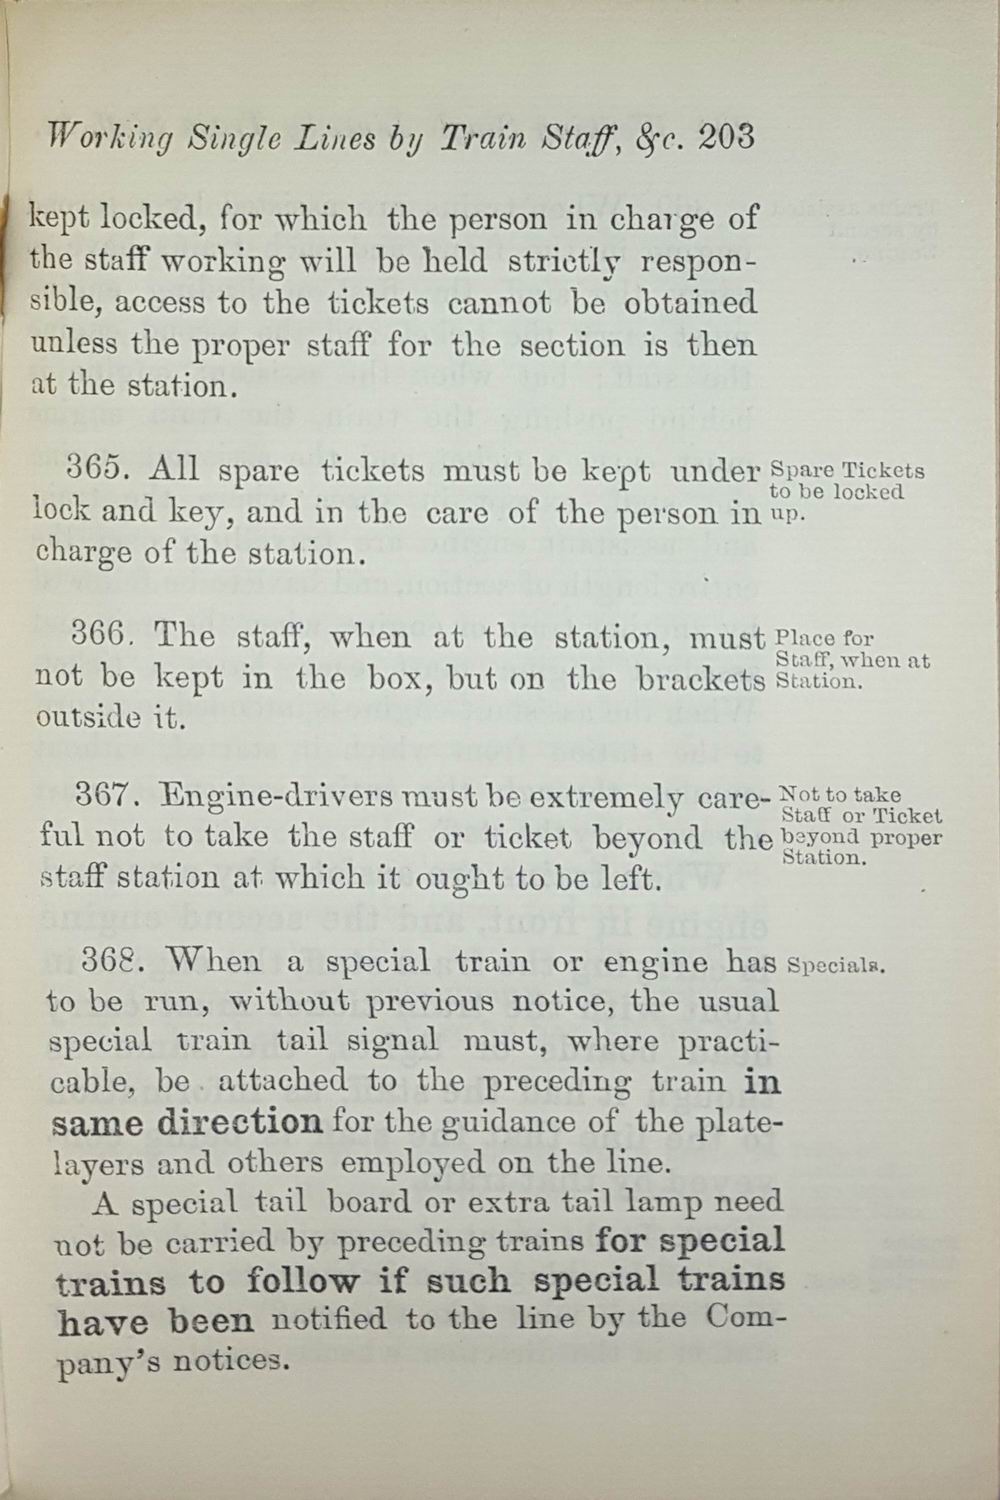 Working Single Lines by Train Staff, &c. 203
kept locked, for which the person in charge of
the staff working will be held strictly respon-
sible, access to the tickets cannot be obtained
unless the proper staff for the section is then
at the station.
365. All spare tickets must be kept under
lock and key, and in the care of the person in
charge of the station.
Spare Tickets
to be locked
up.
366. The staff, when at the station, must
not be kept in the box, but on the brackets
outside it.
Place for
Staff, when at
Station.
367. Engine-drivers must be extremely care-
ful not to take the staff or ticket beyond the
staff station at which it ought to be left.
Not to take
Staff or Ticket
beyond proper
Station.
368. When a special train or engine has
to be run, without previous notice, the usual
special train tail signal must, where practi-
cable, be attached to the preceding train in
same direction for the guidance of the plate-
layers and others employed on the line.
Specials.
A special tail board or extra tail lamp need
not be carried by preceding trains for special
trains to follow if such special trains
have been notified to the line by the Com-
pany's notices.